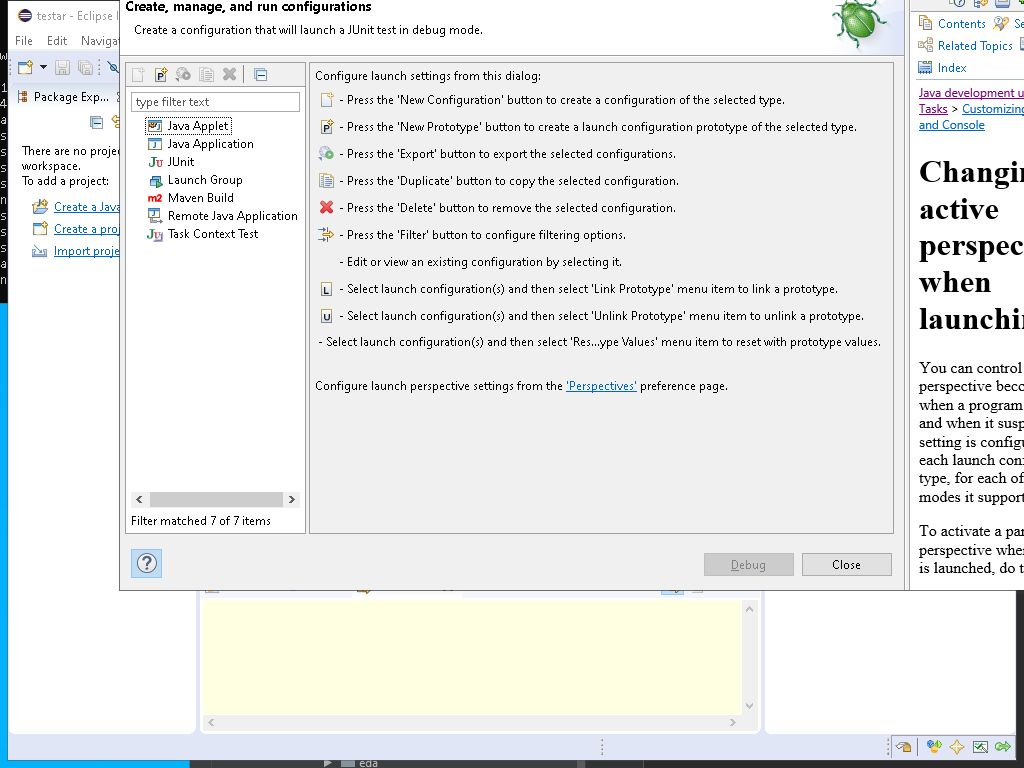 testar - Eclipse I
File Edit Navigat
Package Exp...
There are no projec
workspace.
To add a project:
Create a Java
Create a proj
Import proje
Create, manage, and run configurations
Create a configuration that will launch a JUnit test in debug mode.
type filter text
Java Applet
Java Application
Ju JUnit
Launch Group
m2 Maven Build
Remote Java Application
Ju Task Context Test
Filter matched 7 of 7 items
Configure launch settings from this dialog:
- Press the 'New Configuration' button to create a configuration of the selected type.
P - Press the 'New Prototype' button to create a launch configuration prototype of the selected type.
- Press the 'Export' button to export the selected configurations.
- Press the 'Duplicate' button to copy the selected configuration.
- Press the 'Delete' button to remove the selected configuration.
- Press the 'Filter' button to configure filtering options.
- Edit or view an existing configuration by selecting it.
L - Select launch configuration(s) and then select 'Link Prototype' menu item to link a prototype.
U - Select launch configuration(s) and then select 'Unlink Prototype' menu item to unlink a prototype.
- Select launch configuration(s) and then select 'Res...ype Values' menu item to reset with prototype values.
Configure launch perspective settings from the 'Perspectives' preference page.
?
Debug
Close
Contents Se
Related Topics
Index
Java development u
Tasks > Customizing
and Console
Changin
active
perspec
when
launchin
You can control
perspective beco
when a program
and when it susp
setting is configu
each launch conf
type, for each of
modes it support
To activate a par
perspective when
is launched, do t
eda